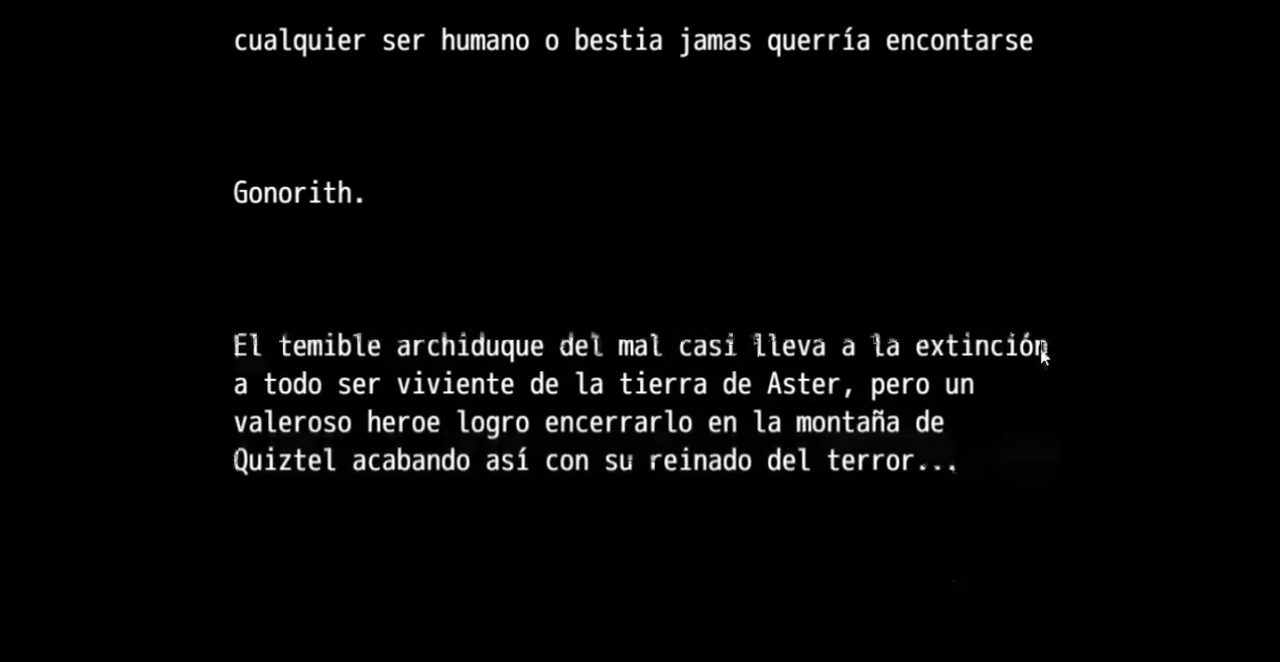 cualquier ser humano o bestia jamas querría encontarse
Gonorith.
El temible archiduque del mal casi lleva a la extinción
a todo ser viviente de la tierra de Aster, pero un
valeroso heroe logro encerrarlo en la montaña de
Quiztel acabando así con su reinado del terror...